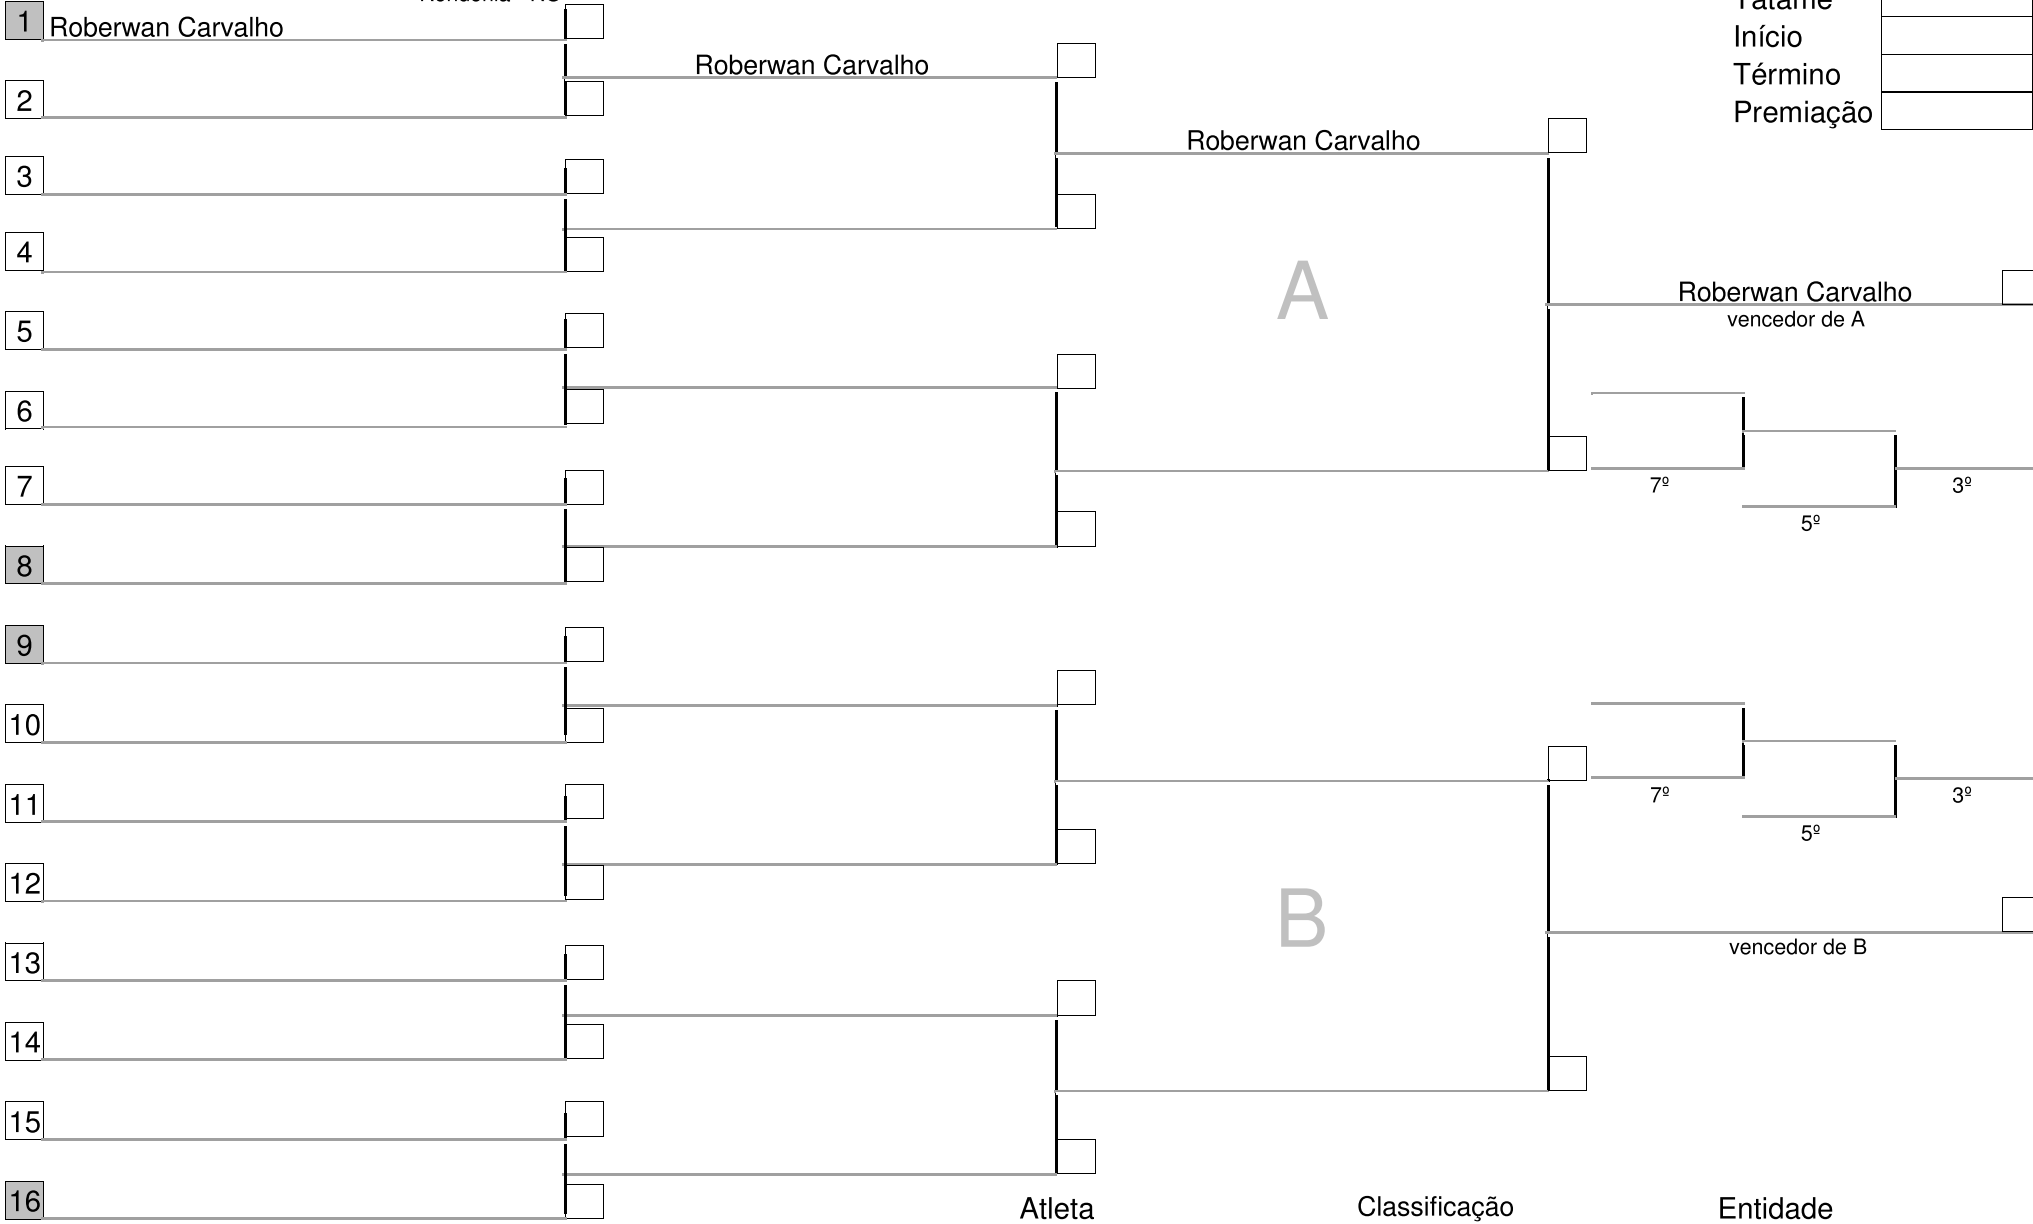 1 Roberwan Carvalho
Tatame
Início
Roberwan Carvalho
Término
2
Premiação
Roberwan Carvalho
3
4
A
Roberwan Carvalho
vencedor de A
5
6
7
7º 3º
5º
8
9
10
11
7º 3º
5º
12
B
vencedor de B
13
14
15
16
Atleta Classificação Entidade